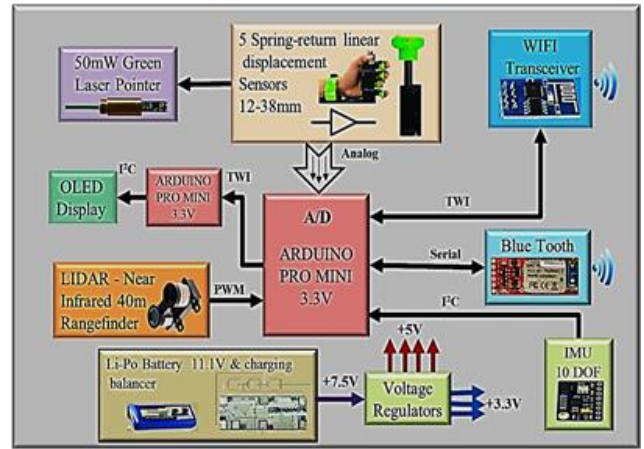 50mW Green
Laser Pointer
5 Spring-return linear
displacement
Sensors
12-38mm
WIFI
Transceiver
Analog
I²C
TWI
TWI
OLED
Display
ARDUINO
PRO MINI
3.3V
A/D
ARDUINO
PRO MINI
3.3V
Serial
Blue Tooth
LIDAR - Near
Infrared 40m
Rangefinder
PWM
I²C
+5V
Li-Po Battery 11.1V & charging
balancer
+7.5V
Voltage
Regulators
+3.3V
IMU
10 DOF